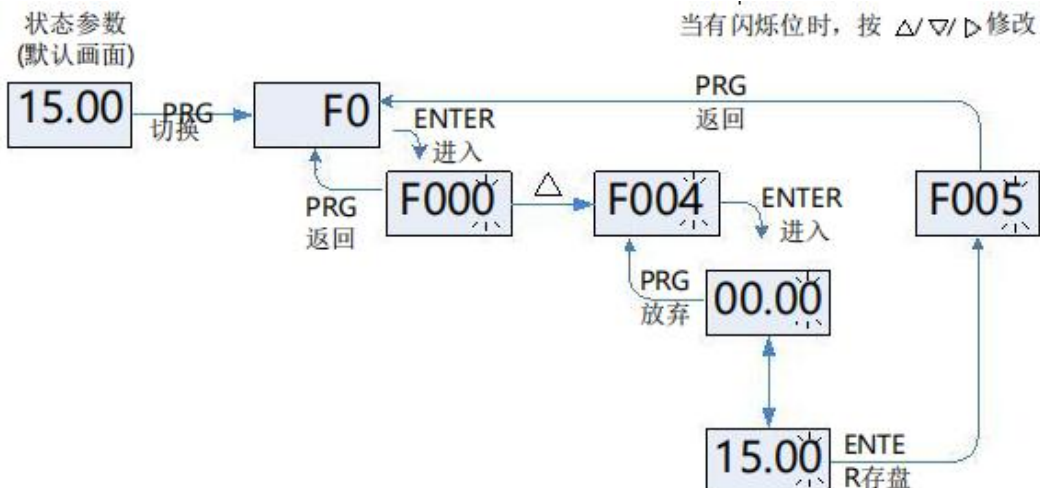 状态参数
(默认画面)
当有闪烁位时，按 △/▽/▷修改
15.00
PRG
切换
F0
ENTER
进入
PRG
返回
PRG
返回
F000
△
F004
ENTER
进入
F005
PRG
放弃
00.00
15.00
ENTE
R存盘